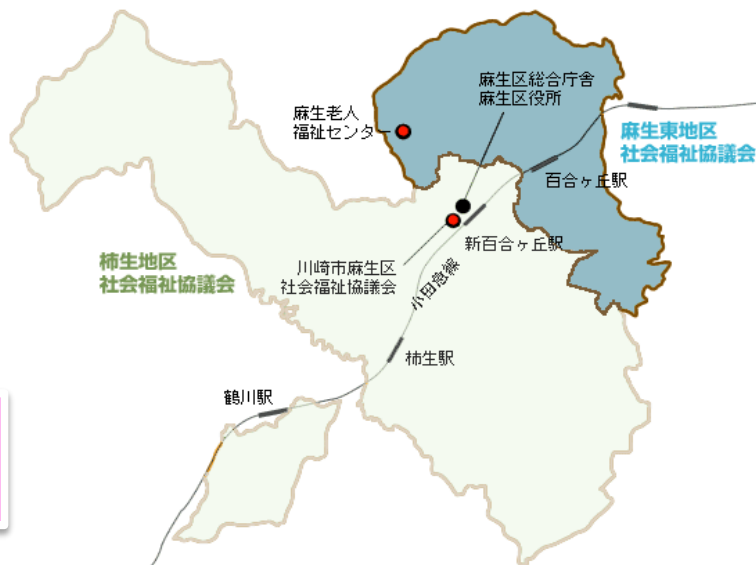 麻生区総合庁舎
麻生区役所
麻生老人
福祉センター
麻生東地区
社会福祉協議会
百合ヶ丘駅
新百合ヶ丘駅
川崎市麻生区
社会福祉協議会
柿生地区
社会福祉協議会
小田急線
柿生駅
鶴川駅